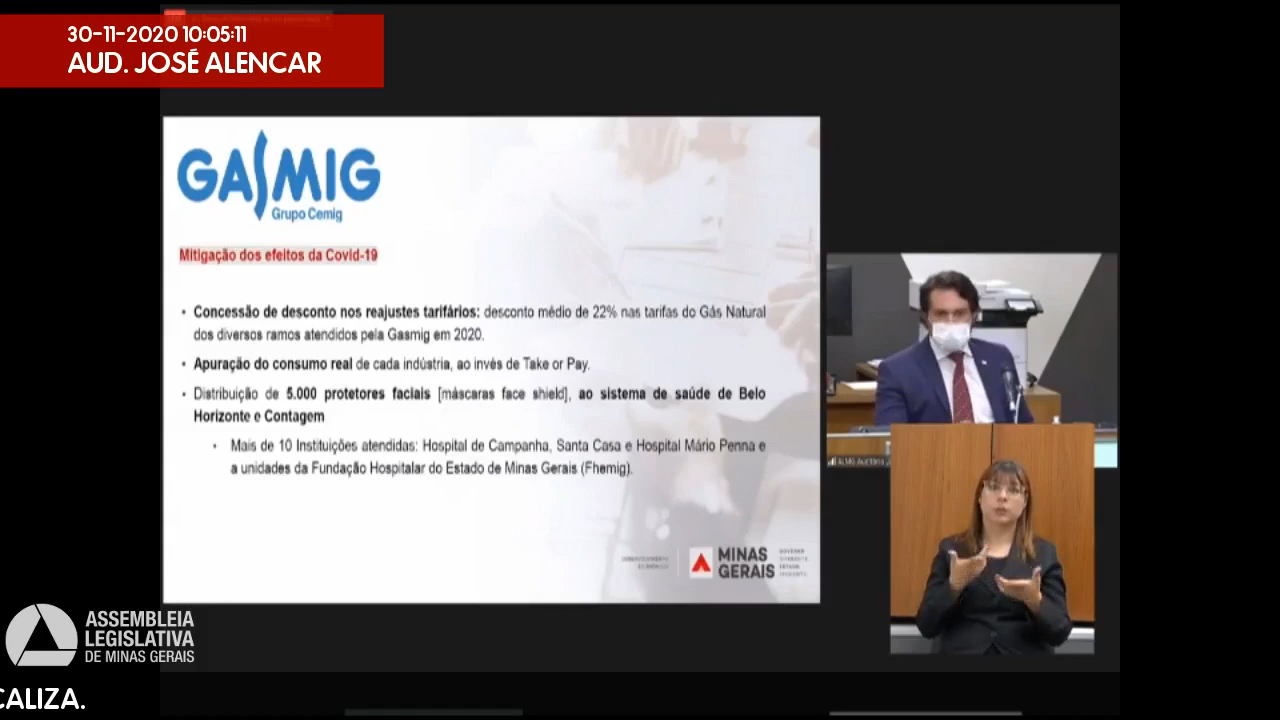 30-11-2020 10:05:11
AUD. JOSÉ ALENCAR
GASMIG
Grupo Cemig
Mitigação dos efeitos da Covid-19
• Concessão de desconto nos reajustes tarifários: desconto médio de 22% nas tarifas do Gás Natural
dos diversos ramos atendidos pela Gasmig em 2020.
• Apuração do consumo real de cada indústria, ao invés de Take or Pay.
• Distribuição de 5.000 protetores faciais [máscaras face shield], ao sistema de saúde de Belo
Horizonte e Contagem
• Mais de 10 Instituições atendidas: Hospital de Campanha, Santa Casa e Hospital Mário Penna e
a unidades da Fundação Hospitalar do Estado de Minas Gerais (Fhemig).
MINAS
GERAIS
ASSEMBLEIA
LEGISLATIVA
DE MINAS GERAIS
CALIZA.